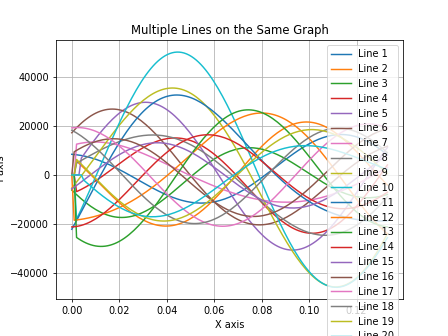 Multiple Lines on the Same Graph
40000
20000
0
−20000
−40000
0.00
0.02
0.04
0.06
0.08
0.10
X axis
Line 1
Line 2
Line 3
Line 4
Line 5
Line 6
Line 7
Line 8
Line 9
Line 10
Line 11
Line 12
Line 13
Line 14
Line 15
Line 16
Line 17
Line 18
Line 19
Line 20